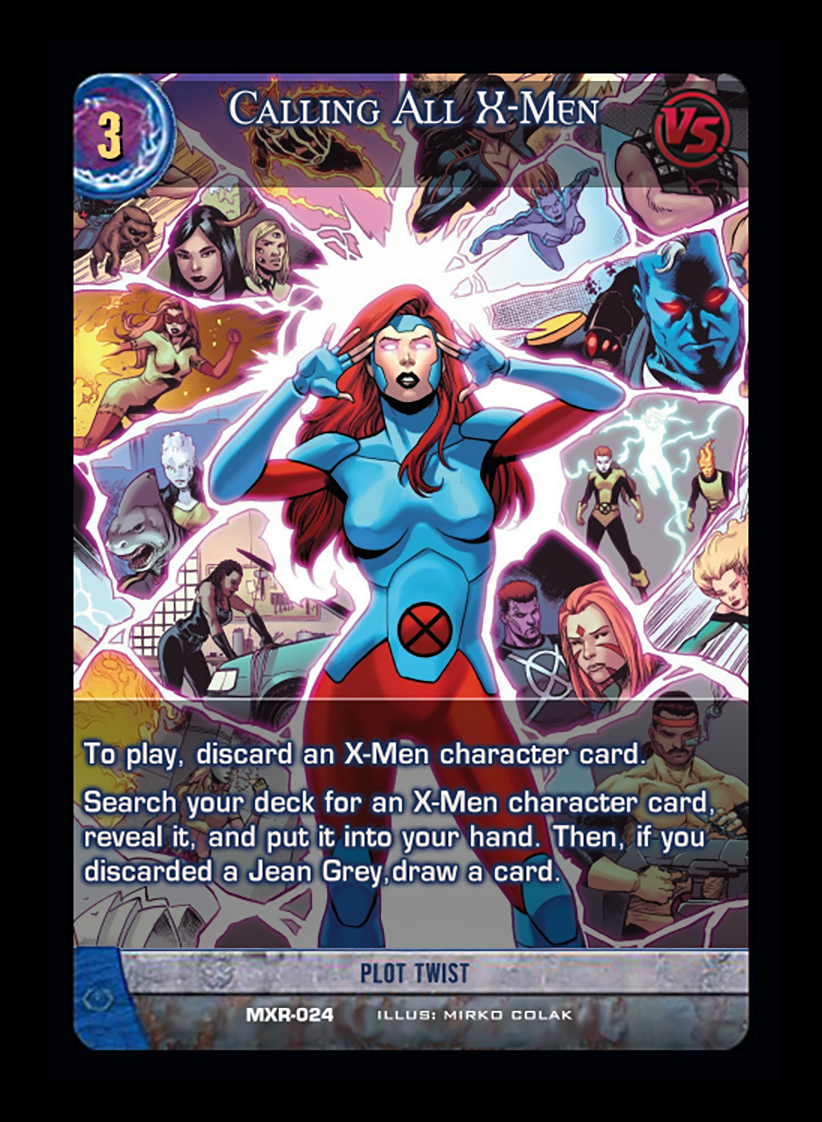 3
Calling All X-Men
VS.
To play, discard an X-Men character card.
Search your deck for an X-Men character card,
reveal it, and put it into your hand. Then, if you
discarded a Jean Grey,draw a card.
PLOT TWIST
MXR-024 ILLUS: MIRKO COLAK